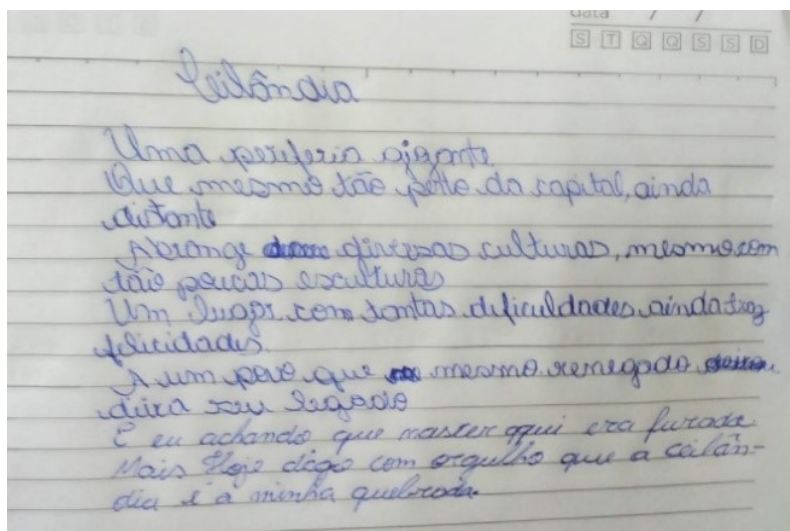 data / /
S T Q Q S S D
Ceilândia
Uma periferia gigante
Que mesmo tão perto da capital, ainda
distante
Abrange diversas culturas, mesmo com
tão poucas esculturas
Um lugar com tantas dificuldades ainda traz
felicidades
A um povo que mesmo renegado
deixa seu legado
E eu achando que nascer aqui era furada
Mais Hoje digo com orgulho que a ceilân-
dia é a minha quebrada.